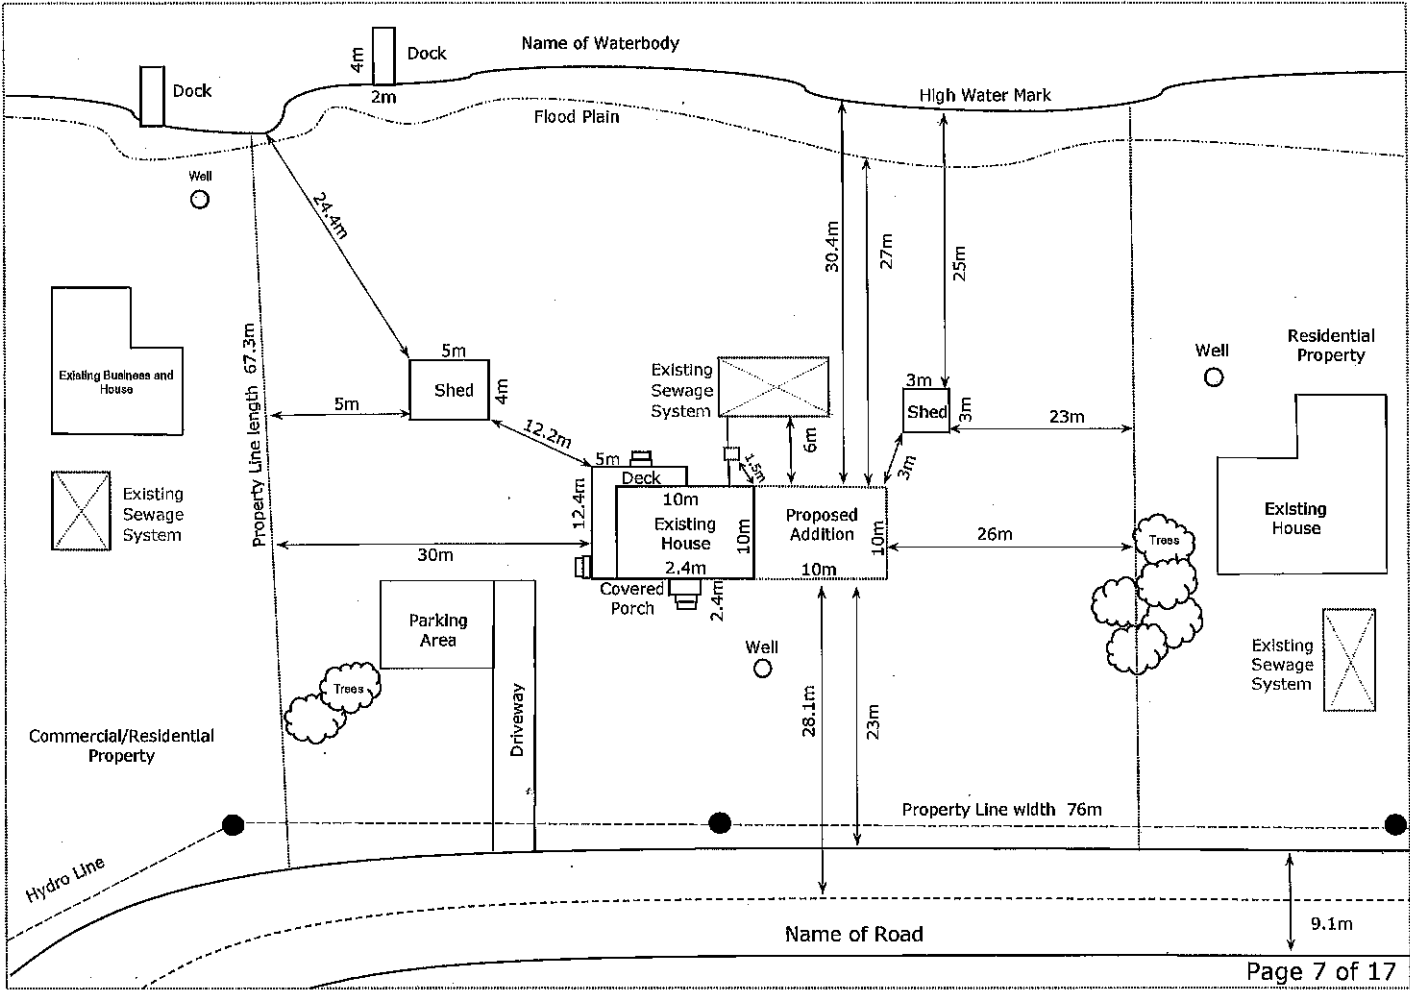 Name of Waterbody
Dock
4m
2m
Dock
High Water Mark
Flood Plain
Well
24.4m
30.4m
27m
25m
Property Line length 67.3m
Existing Business and
House
5m
Shed
4m
5m
Existing
Sewage
System
6m
3m
Shed
3m
3m
23m
Well
Residential
Property
12.2m
1.5m
5m
Deck
12.4m
10m
Existing
House
10m
2.4m
Proposed
Addition
10m
10m
26m
30m
Existing
Sewage
System
Existing
House
Trees
Covered
Porch
2.4m
Parking
Area
Well
Driveway
Trees
28.1m
23m
Existing
Sewage
System
Commercial/Residential
Property
Property Line width 76m
Hydro Line
Name of Road
9.1m
Page 7 of 17